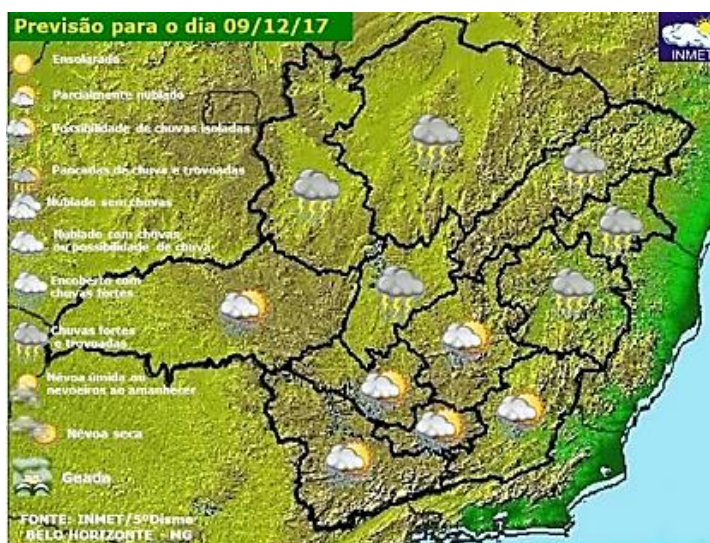 Previsão para o dia 09/12/17
INMET
Ensolarado
Parcialmente nublado
Possibilidade de chuvas isoladas
Pancadas de chuva e trovoadas
Nublado sem chuvas
Nublado com chuvas
ou possibilidade de chuva
Encoberto com
chuvas fortes
Chuvas fortes
e trovoadas
Névoa úmida ou
nevoeiros ao amanhecer
Névoa seca
Geada
FONTE: INMET/5ºDisme
BELO HORIZONTE - MG